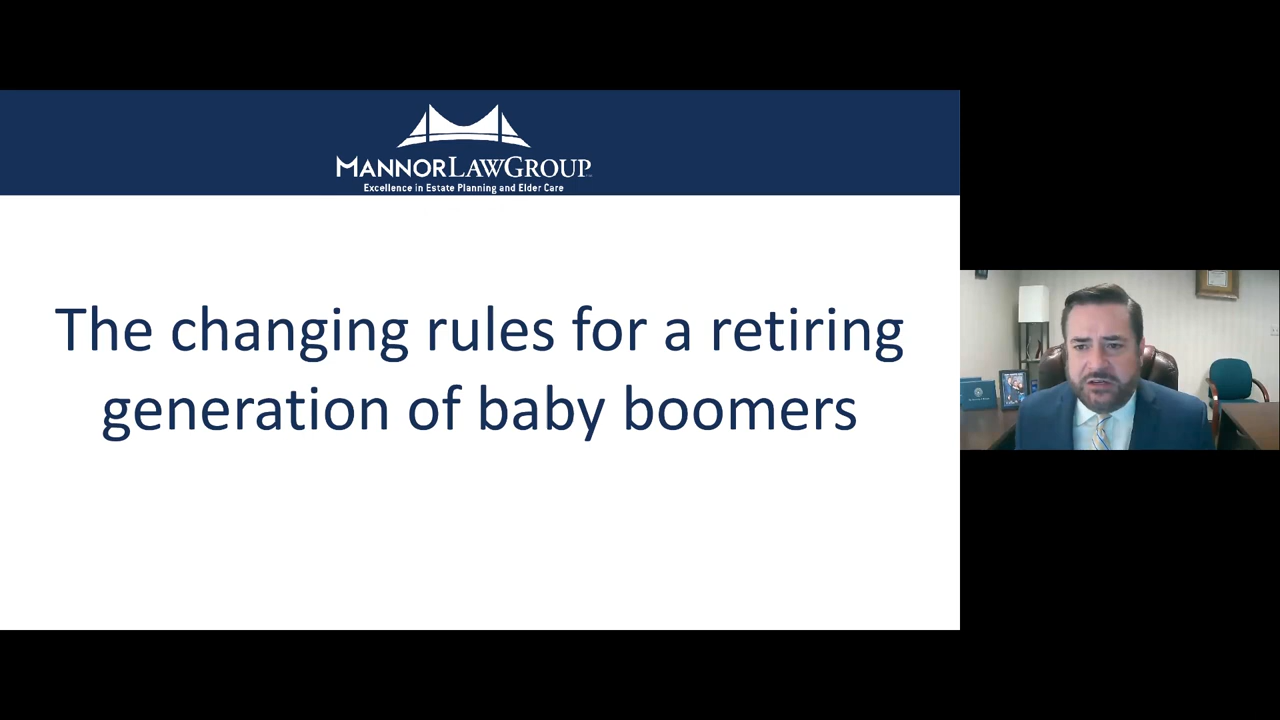 MANNORLAWGROUP
Excellence in Estate Planning and Elder Care
The changing rules for a retiring
generation of baby boomers